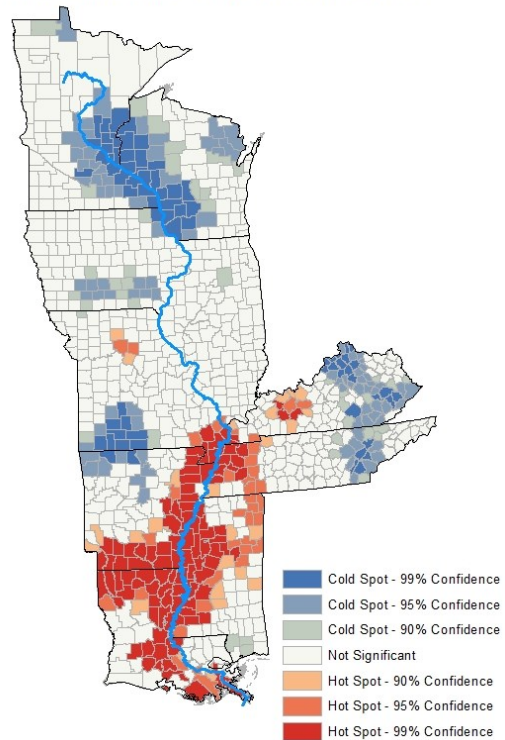 Cold Spot - 99% Confidence
Cold Spot - 95% Confidence
Cold Spot - 90% Confidence
Not Significant
Hot Spot - 90% Confidence
Hot Spot - 95% Confidence
Hot Spot - 99% Confidence